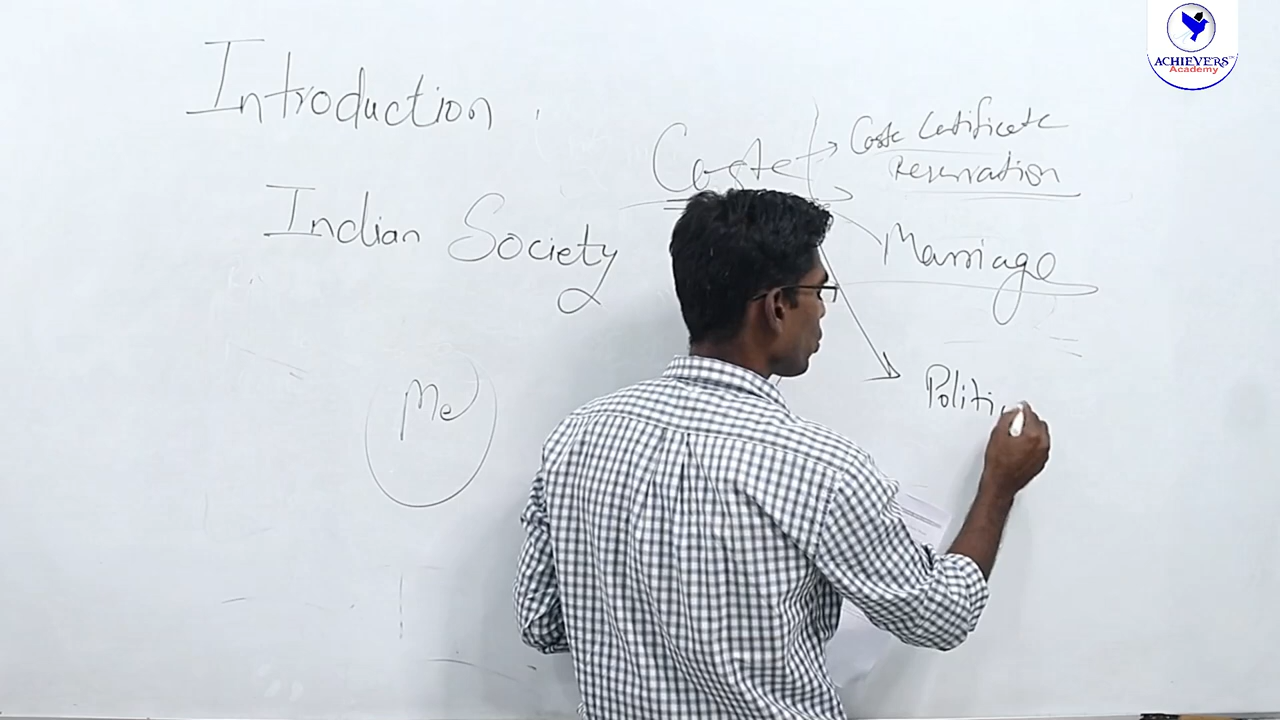 Introduction
Indian Society
Me
Caste
Caste Certificate
Reservation
Marriage
Politi
ACHIEVERS
Academy